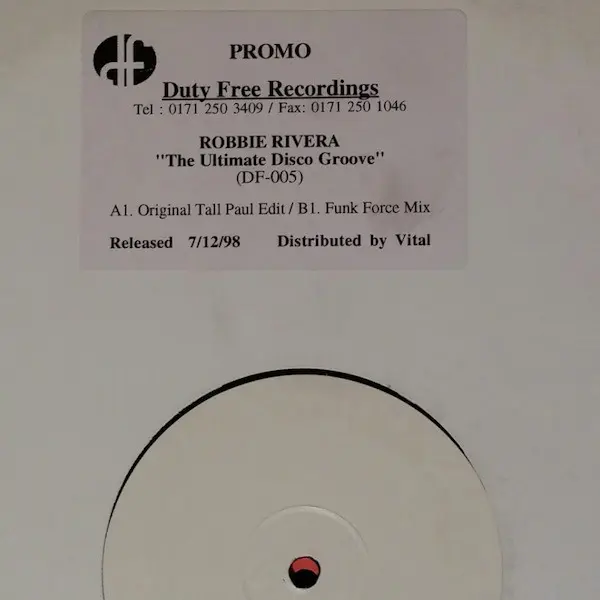 df
PROMO
Duty Free Recordings
Tel : 0171 250 3409 / Fax: 0171 250 1046
ROBBIE RIVERA
"The Ultimate Disco Groove"
(DF-005)
A1. Original Tall Paul Edit / B1. Funk Force Mix
Released 7/12/98 Distributed by Vital